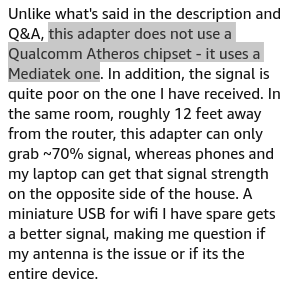 Unlike what's said in the description and
Q&A, this adapter does not use a
Qualcomm Atheros chipset - it uses a
Mediatek one. In addition, the signal is
quite poor on the one I have received. In
the same room, roughly 12 feet away
from the router, this adapter can only
grab ~70% signal, whereas phones and
my laptop can get that signal strength
on the opposite side of the house. A
miniature USB for wifi I have spare gets
a better signal, making me question if
my antenna is the issue or if its the
entire device.